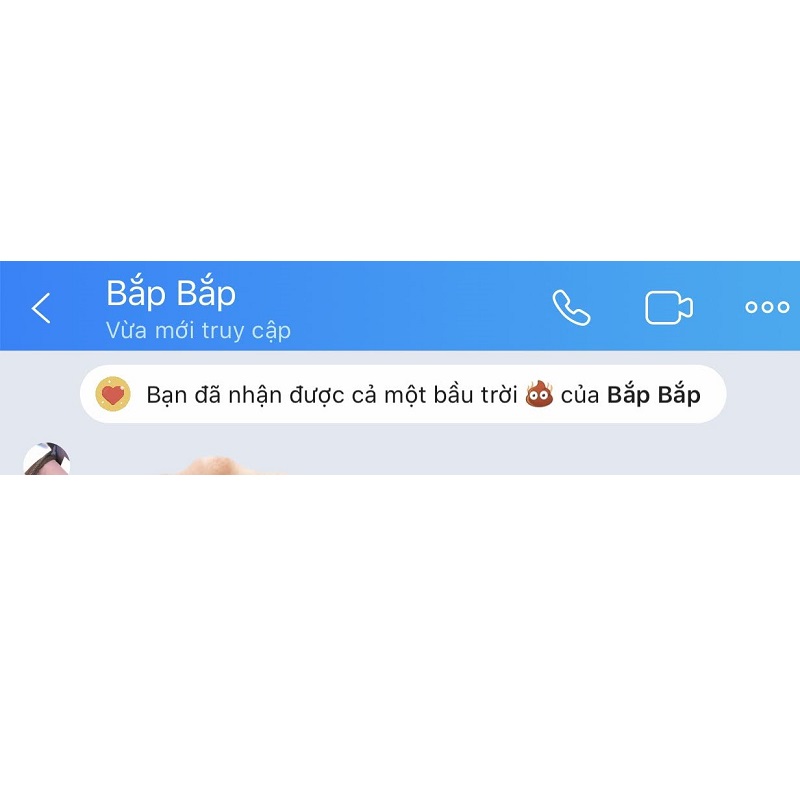 Bắp Bắp
Vừa mới truy cập
Bạn đã nhận được cả một bầu trời 💩 của Bắp Bắp